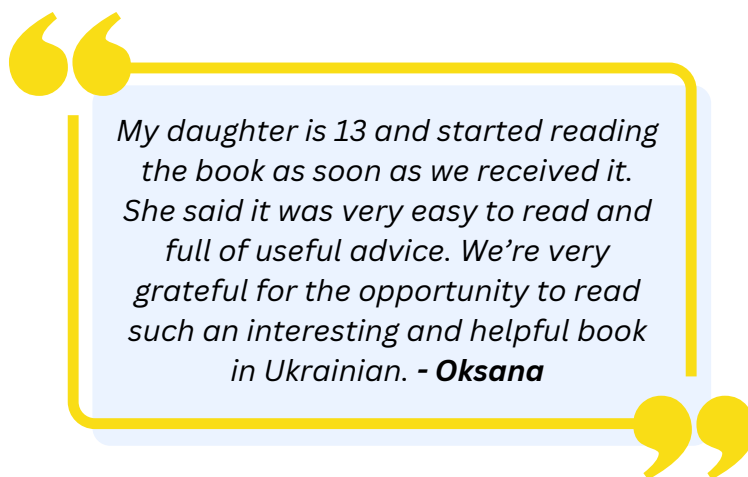 My daughter is 13 and started reading
the book as soon as we received it.
She said it was very easy to read and
full of useful advice. We’re very
grateful for the opportunity to read
such an interesting and helpful book
in Ukrainian. - Oksana